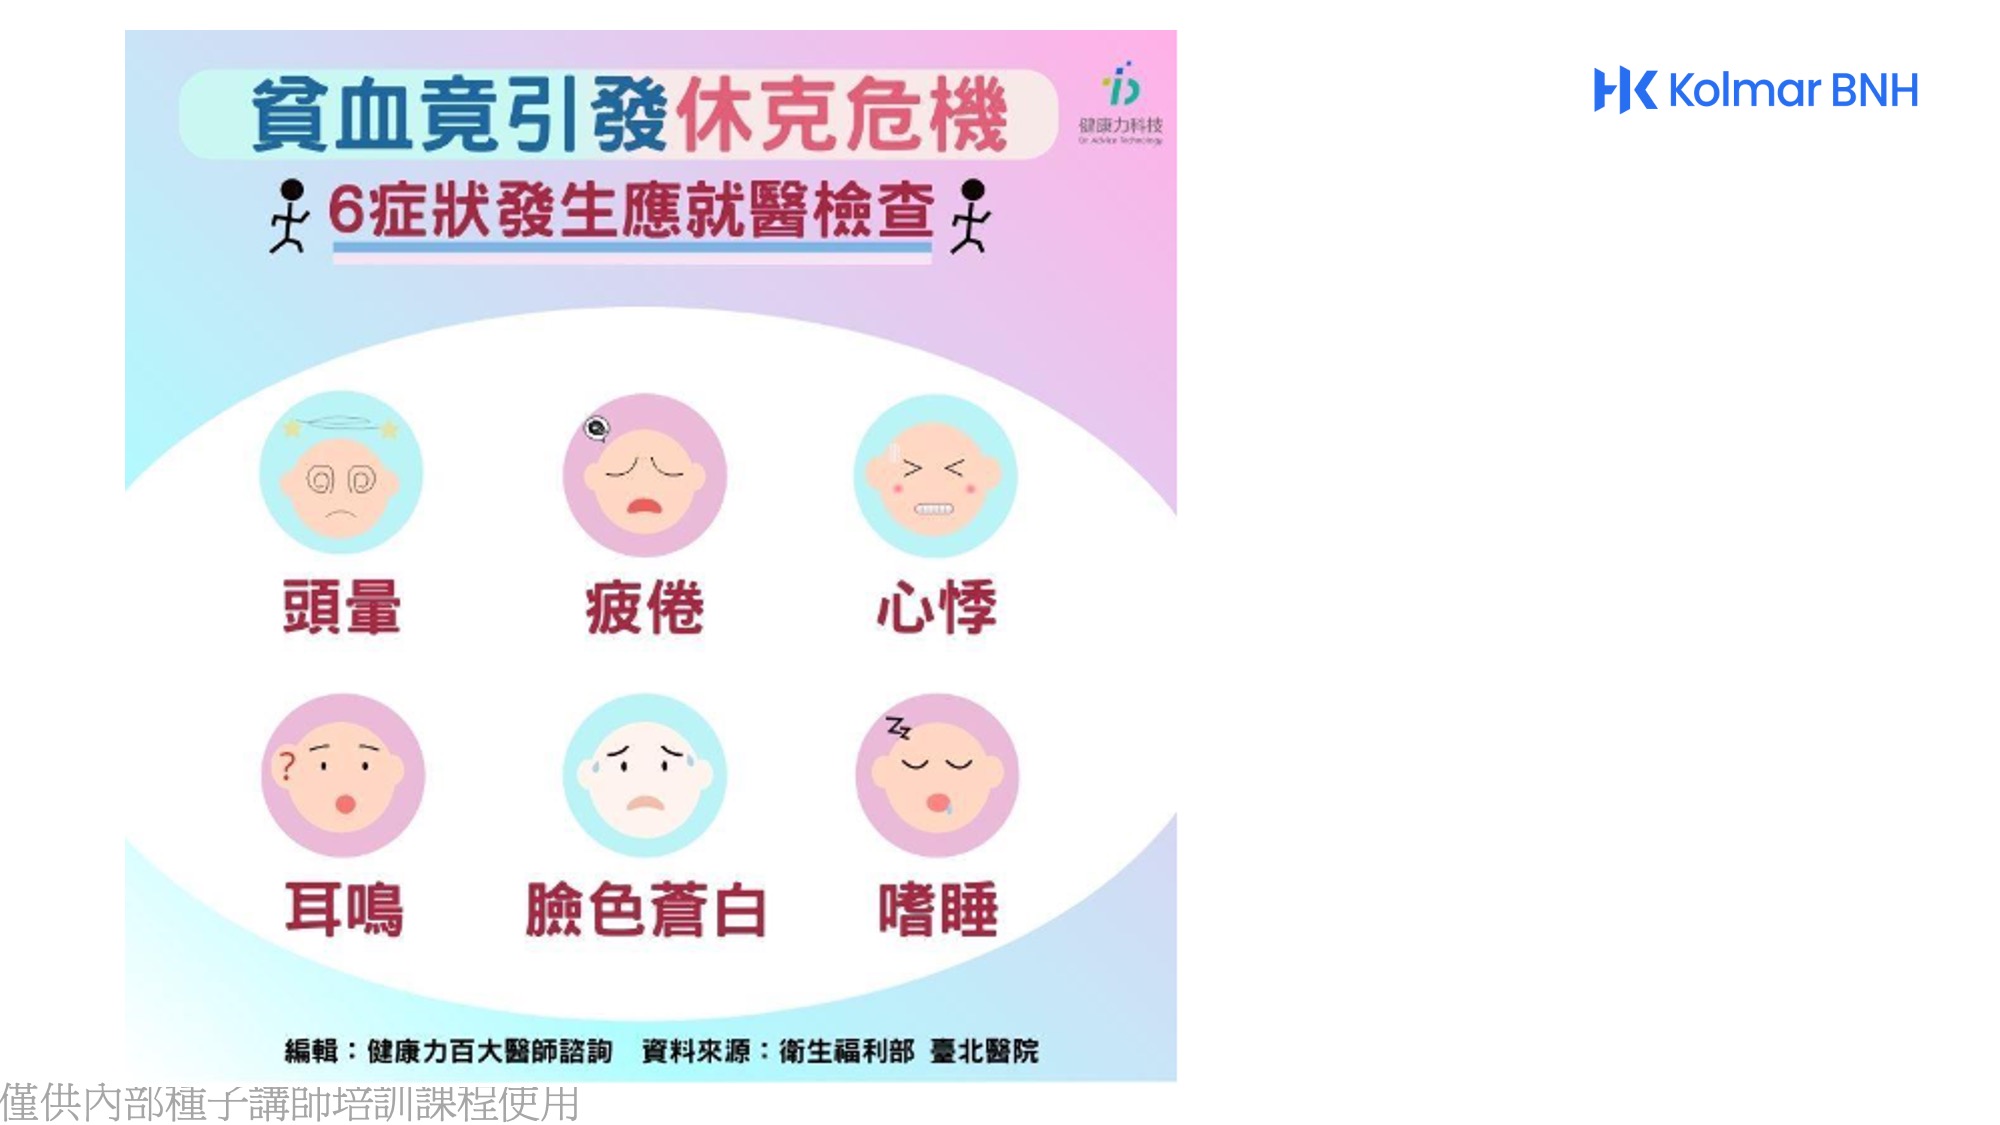 貧血竟引發休克危機
健康力科技
Dr. Advice Technology
Kolmar BNH
6症狀發生應就醫檢查
頭暈
疲倦
心悸
?
Zz
耳鳴
臉色蒼白
嗜睡
編輯：健康力百大醫師諮詢 資料來源：衛生福利部 臺北醫院
僅供內部種子講師培訓課程使用